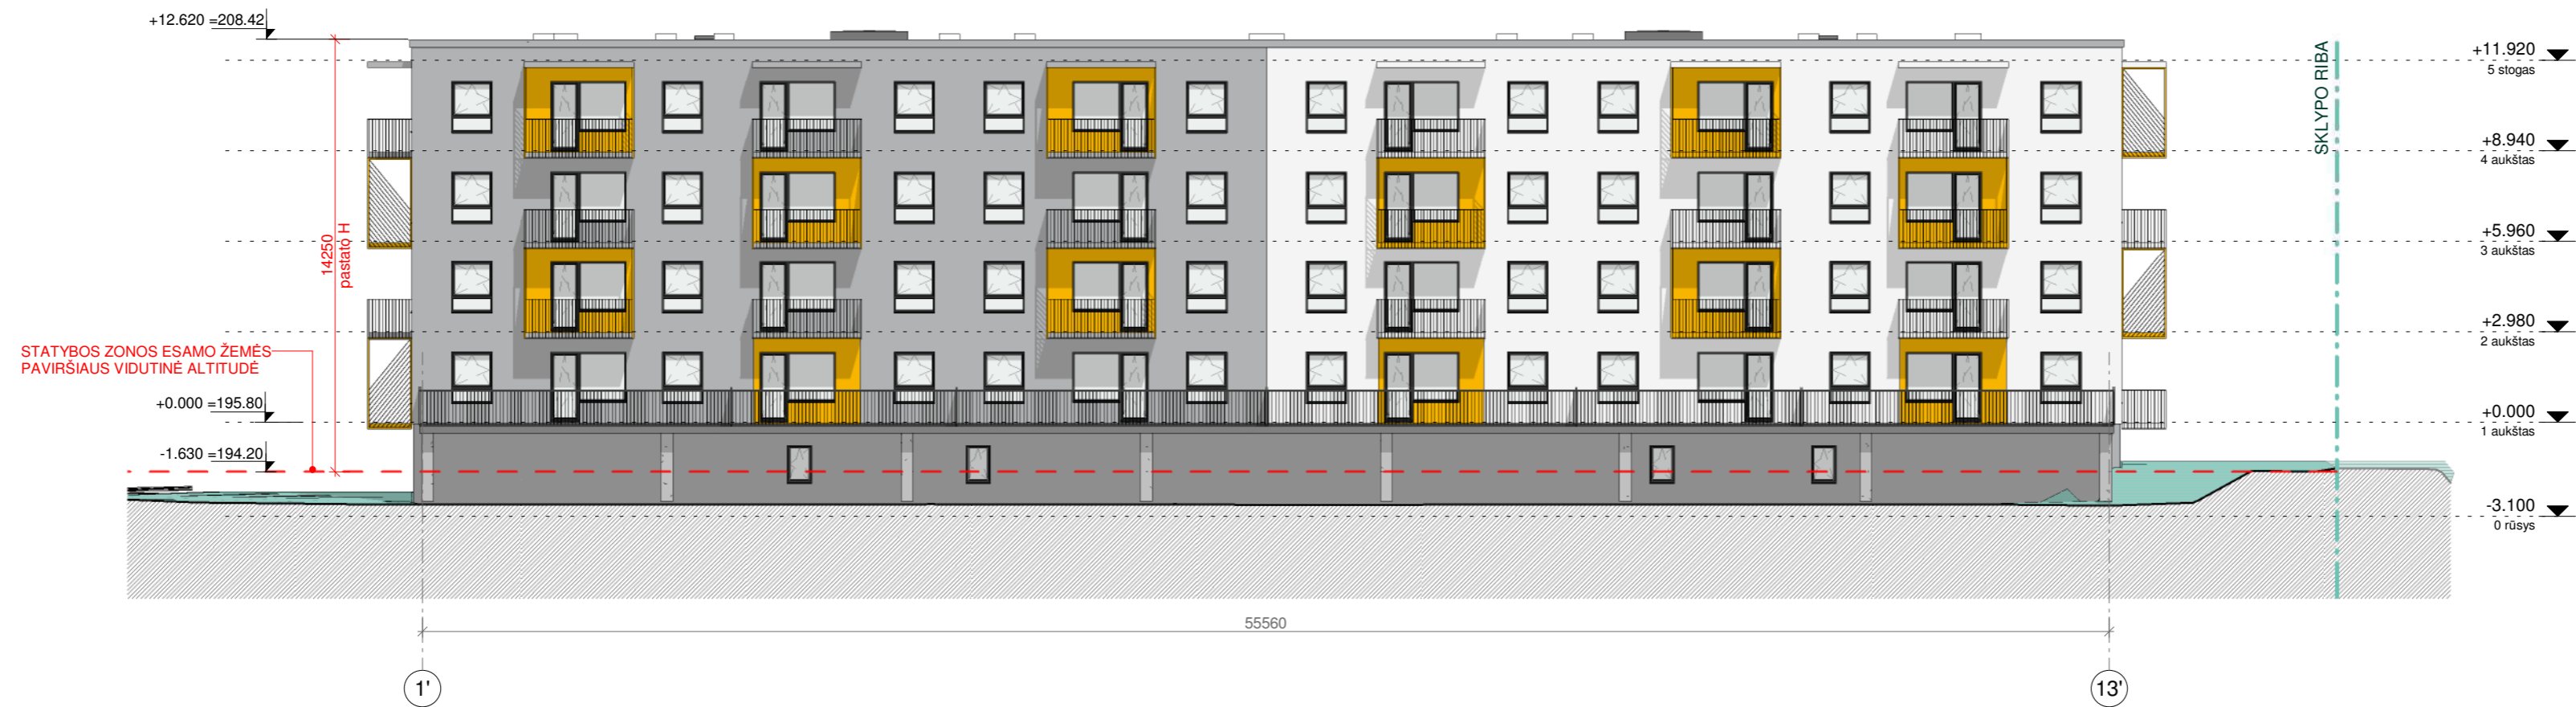 +12.620 =208.42
SKLYPO RIBA
+11.920
5 stogas
+8.940
4 aukštas
14250
pastato H
+5.960
3 aukštas
+2.980
2 aukštas
STATYBOS ZONOS ESAMO ŽEMĖS
PAVIRŠIAUS VIDUTINĖ ALTITUDĖ
+0.000 =195.80
+0.000
1 aukštas
-1.630 =194.20
-3.100
0 rūsys
55560
1'
13'